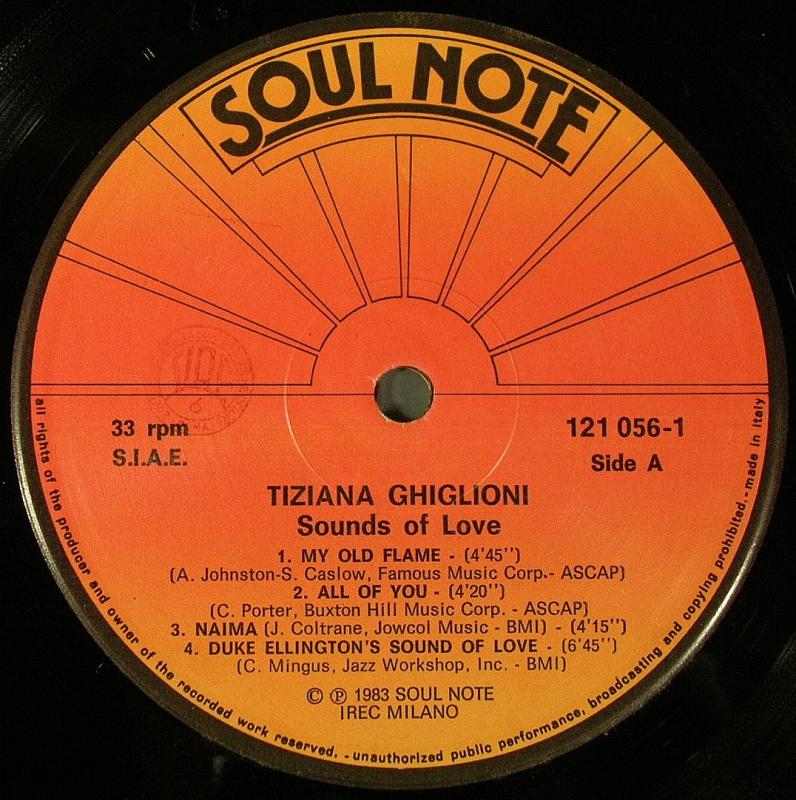 SOUL NOTE
33 rpm
S.I.A.E.
121 056-1
Side A
TIZIANA GHIGLIONI
Sounds of Love
1. MY OLD FLAME - (4'45'')
(A. Johnston-S. Caslow, Famous Music Corp. - ASCAP)
2. ALL OF YOU - (4'20'')
(C. Porter, Buxton Hill Music Corp. - ASCAP)
3. NAIMA (J. Coltrane, Jowcol Music - BMI) - (4'15'')
4. DUKE ELLINGTON'S SOUND OF LOVE - (6'45'')
(C. Mingus, Jazz Workshop, Inc. - BMI)
© ℗ 1983 SOUL NOTE
IREC MILANO
all rights of the producer and owner of the recorded work reserved. - unauthorized public performance, broadcasting and copying prohibited. - made in italy